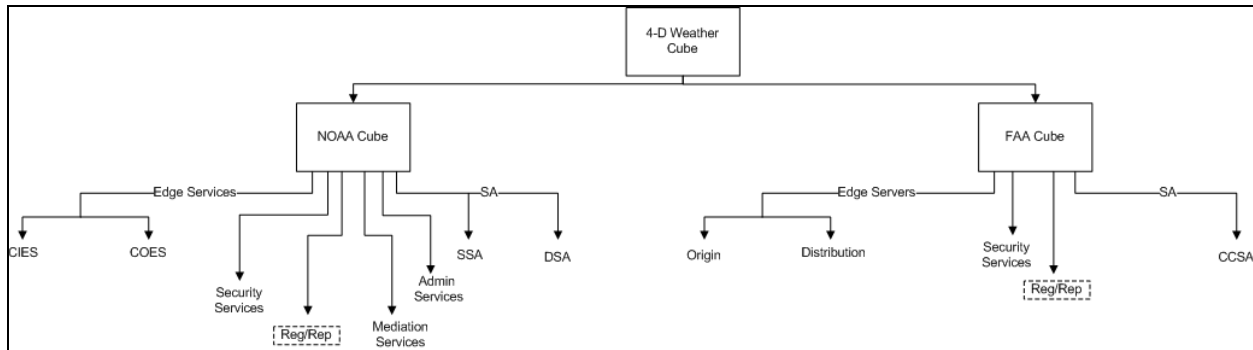 4-D Weather
Cube
NOAA Cube
FAA Cube
Edge Services
SA
Edge Servers
SA
CIES
COES
SSA
DSA
Origin
Distribution
Security
Services
CCSA
Security
Services
Admin
Services
Reg/Rep
Reg/Rep
Mediation
Services